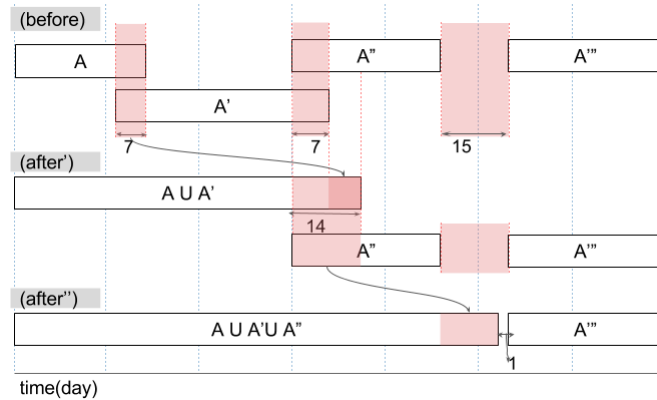 (before)
A
A”
A’”
A’
7
7
15
(after’)
A U A’
14
A”
A’”
(after”)
A U A’U A”
A’”
1
time(day)